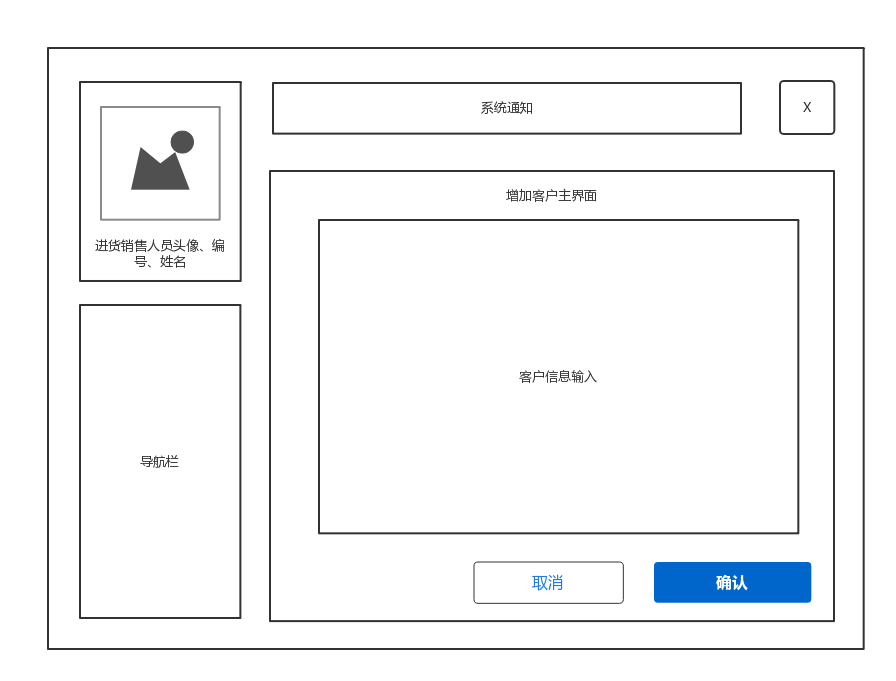 系统通知
X
进货销售人员头像、编
号、姓名
增加客户主界面
客户信息输入
导航栏
取消
确认